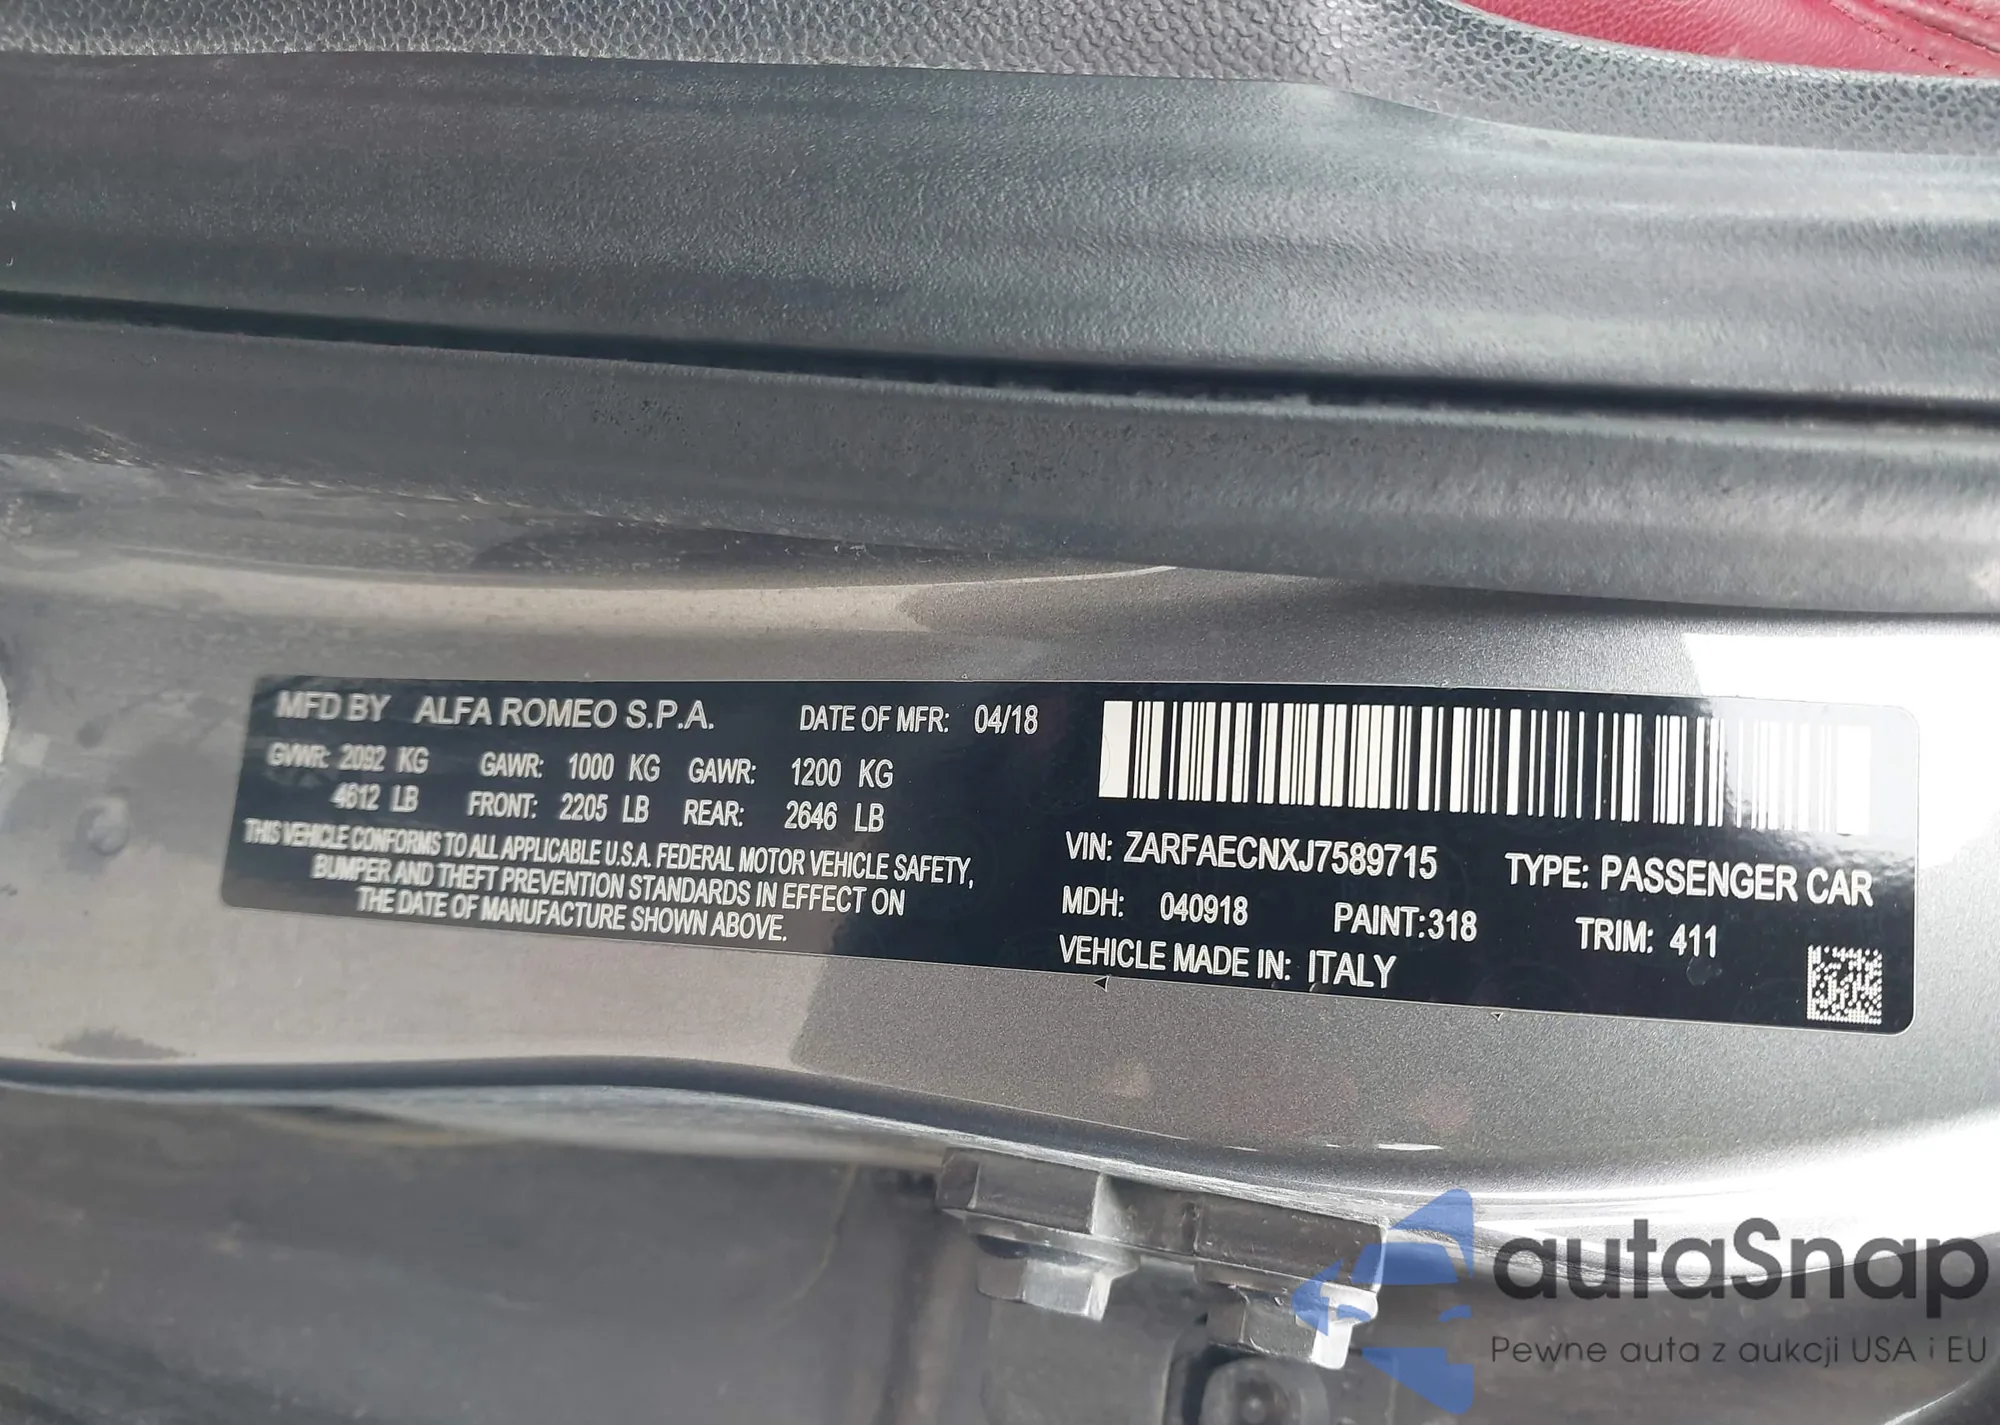 MFD BY ALFA ROMEO S.P.A. DATE OF MFR: 04/18
GVWR: 2092 KG GAWR: 1000 KG GAWR: 1200 KG
4612 LB FRONT: 2205 LB REAR: 2646 LB
THIS VEHICLE CONFORMS TO ALL APPLICABLE U.S.A. FEDERAL MOTOR VEHICLE SAFETY,
BUMPER AND THEFT PREVENTION STANDARDS IN EFFECT ON
THE DATE OF MANUFACTURE SHOWN ABOVE.
VIN: ZARFAECNXJ7589715 TYPE: PASSENGER CAR
MDH: 040918 PAINT:318 TRIM: 411
VEHICLE MADE IN: ITALY
autaSnap
Pewne auta z aukcji USA i EU